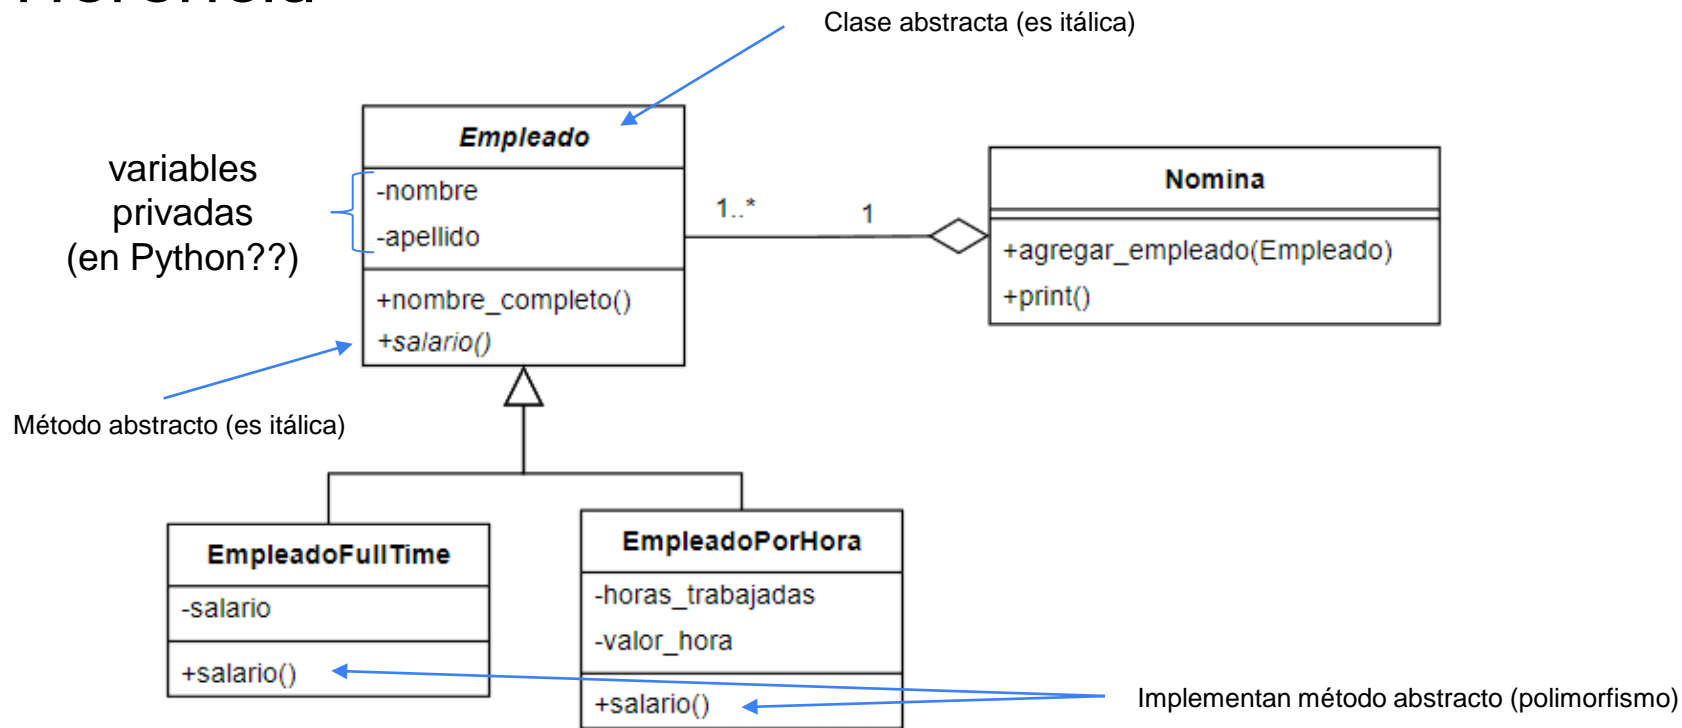 Herencia
Clase abstracta (es itálica)
Empleado
variables
privadas
(en Python??)
-nombre
-apellido
+nombre_completo()
+salario()
1..*
1
Nomina
+agregar_empleado(Empleado)
+print()
Método abstracto (es itálica)
EmpleadoFullTime
-salario
+salario()
EmpleadoPorHora
-horas_trabajadas
-valor_hora
+salario()
Implementan método abstracto (polimorfismo)